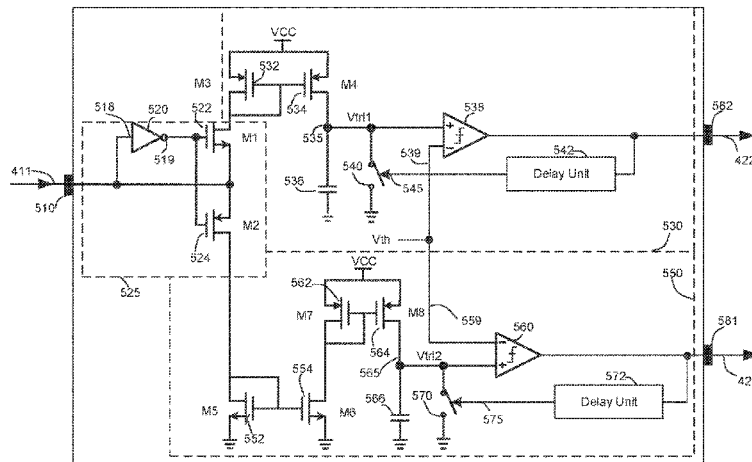 VCC
M3
532
M4
534
518
520
522
M1
519
Vtrl1
535
538
562
411
510
M2
524
536
540
545
539
542
Delay Unit
422
525
Vth
530
550
VCC
562
M7
M8
564
559
560
581
554
Vtrl2
565
566
570
575
572
Delay Unit
M5
552
M6